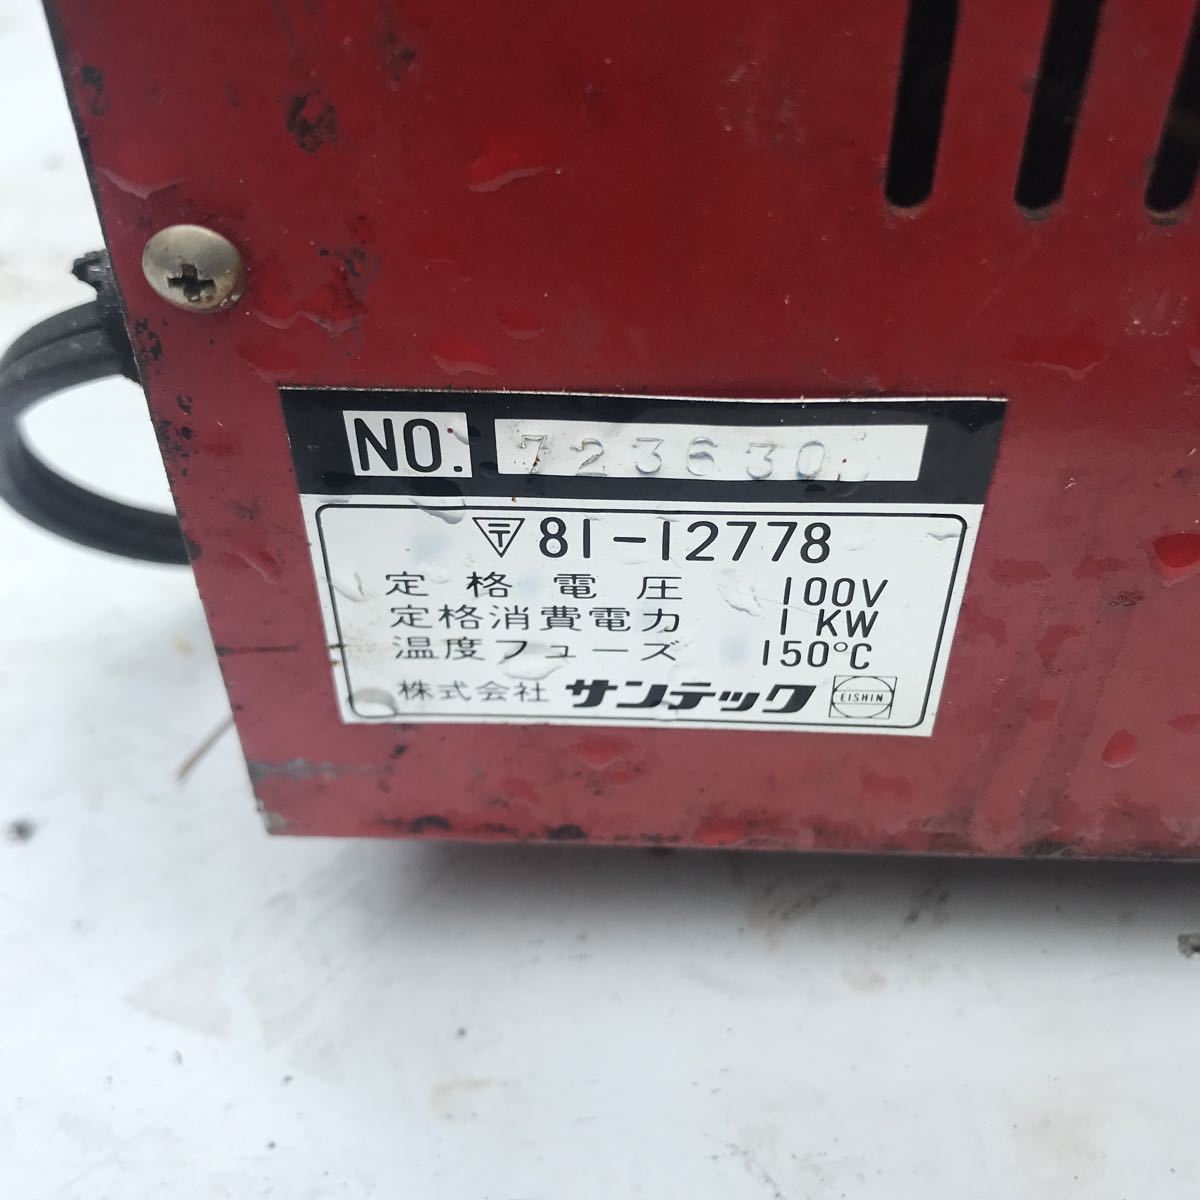 NO. 723630
〒81-12778
定格電圧 100V
定格消費電力 1 KW
温度フューズ 150°C
株式会社 サンテック EISHIN